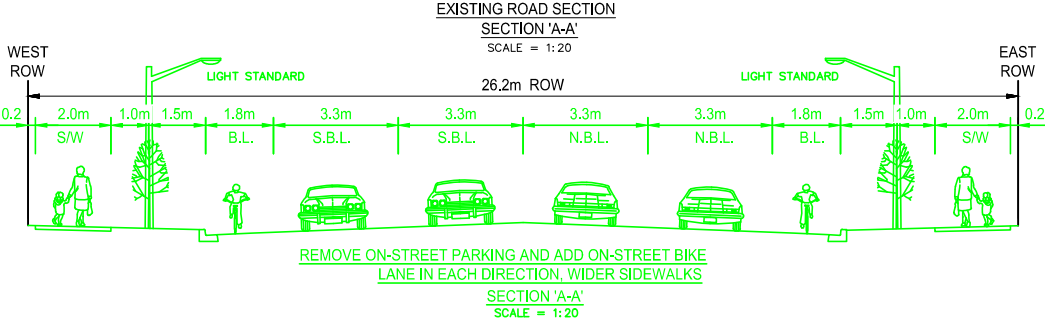 EXISTING ROAD SECTION
SECTION 'A-A'
SCALE = 1:20
WEST
ROW
EAST
ROW
LIGHT STANDARD
LIGHT STANDARD
26.2m ROW
0.2 2.0m 1.0m 1.5m 1.8m 3.3m 3.3m 3.3m 3.3m 1.8m 1.5m 1.0m 2.0m 0.2
S/W B.L. S.B.L. S.B.L. N.B.L. N.B.L. B.L. S/W
REMOVE ON-STREET PARKING AND ADD ON-STREET BIKE
LANE IN EACH DIRECTION, WIDER SIDEWALKS
SECTION 'A-A'
SCALE = 1:20